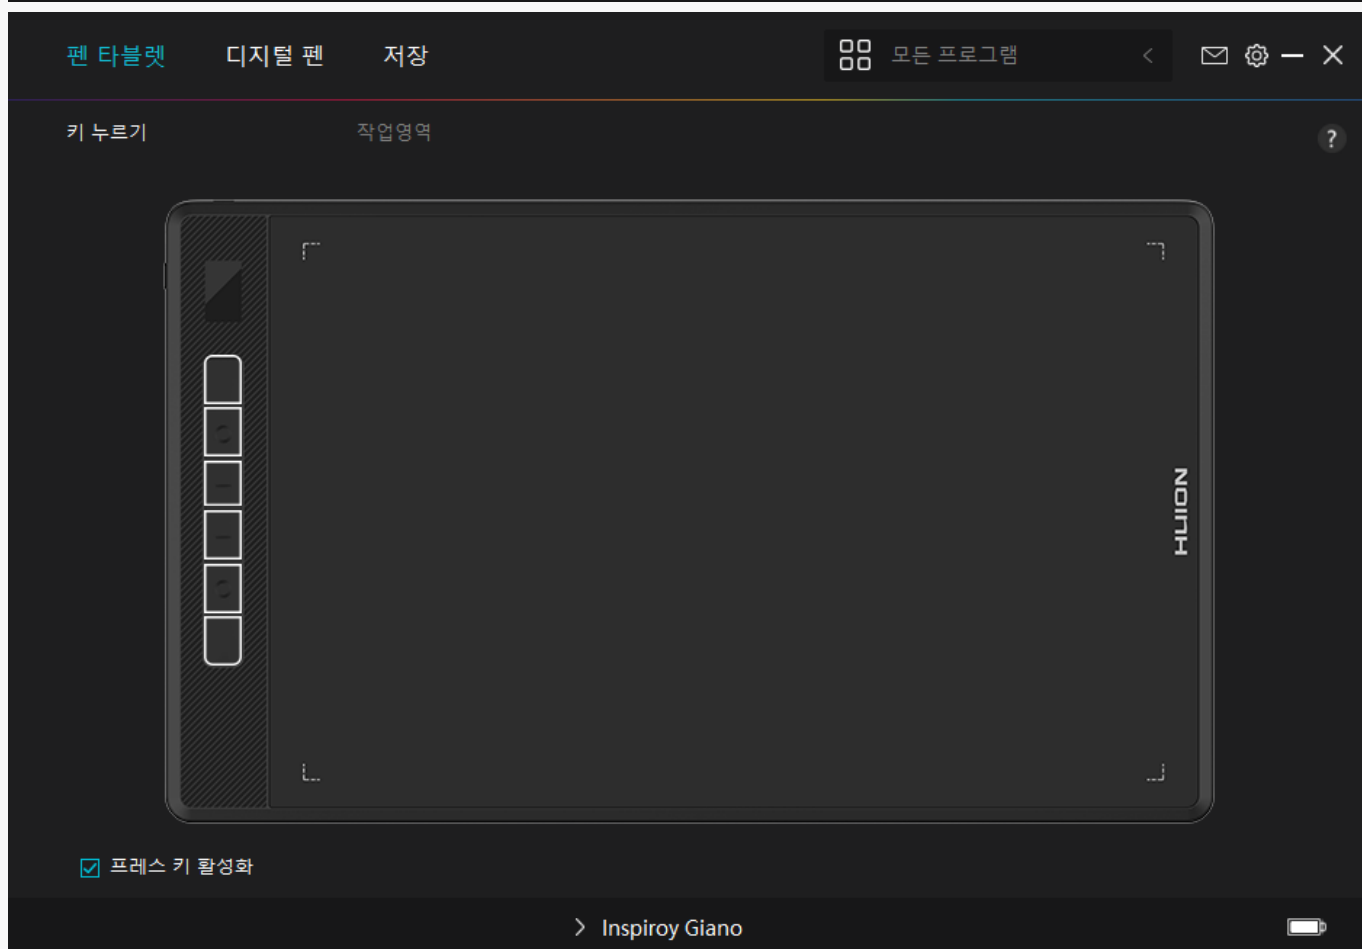 펜 타블렛 디지털 펜 저장 모든 프로그램
키 누르기 작업영역
?
HUION
프레스 키 활성화
Inspiroy Giano